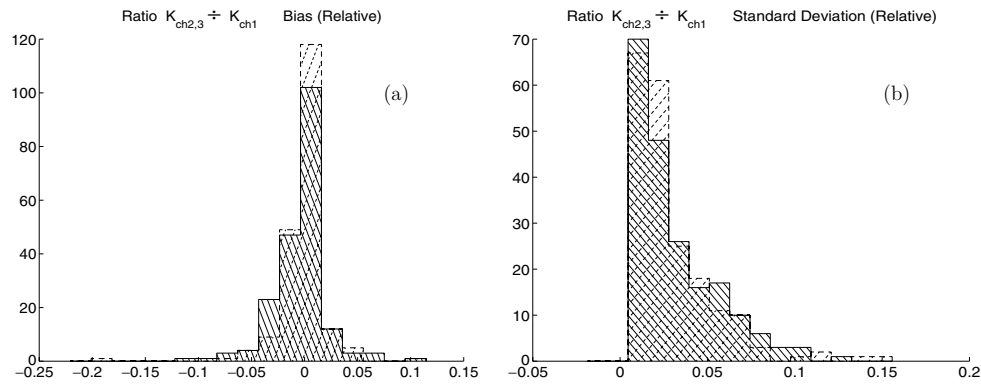 Ratio K_ch2,3 ÷ K_ch1 Bias (Relative)
120
100
80
60
40
20
0
−0.25 −0.2 −0.15 −0.1 −0.05 0 0.05 0.1 0.15
(a)
Ratio K_ch2,3 ÷ K_ch1 Standard Deviation (Relative)
70
60
50
40
30
20
10
0
−0.05 0 0.05 0.1 0.15 0.2
(b)